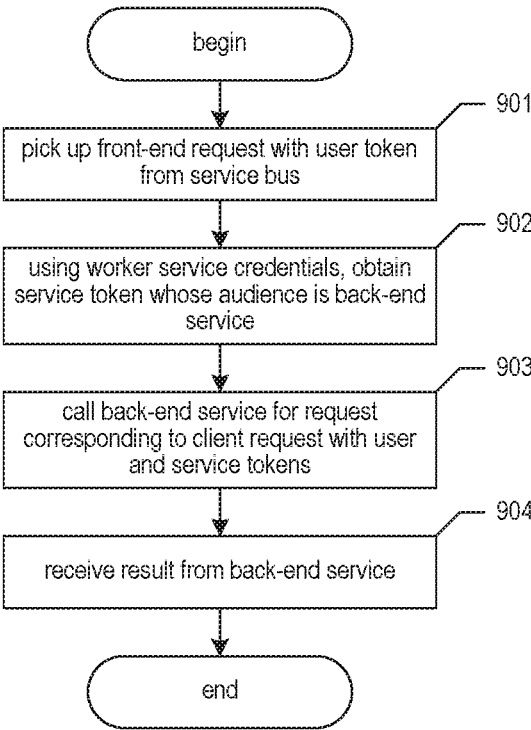 begin
901
pick up front-end request with user token
from service bus
902
using worker service credentials, obtain
service token whose audience is back-end
service
903
call back-end service for request
corresponding to client request with user
and service tokens
904
receive result from back-end service
end